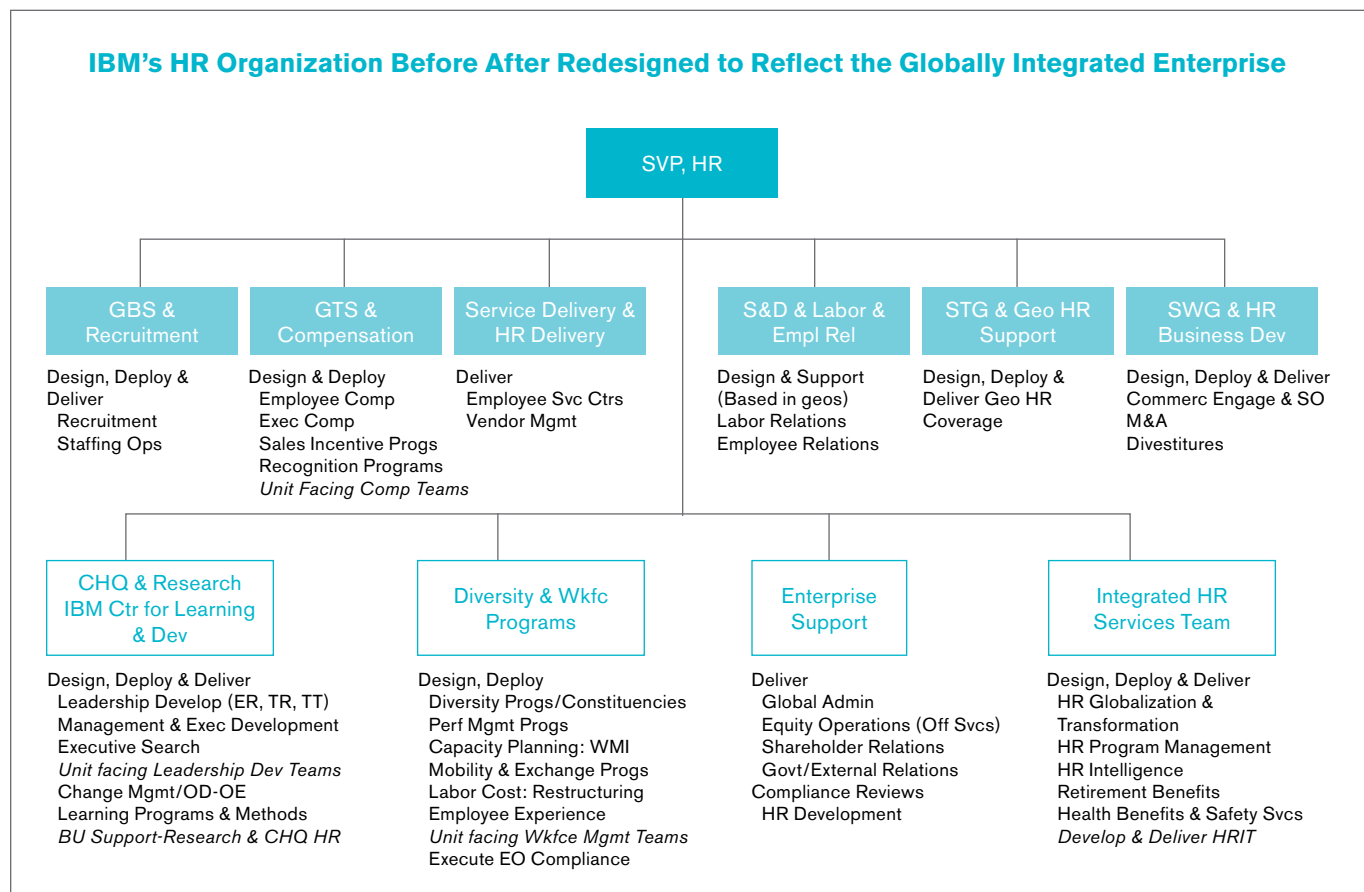 IBM's HR Organization Before After Redesigned to Reflect the Globally Integrated Enterprise
SVP, HR
GBS &
Recruitment
Design, Deploy &
Deliver
Recruitment
Staffing Ops
GTS &
Compensation
Design & Deploy
Employee Comp
Exec Comp
Sales Incentive Progs
Recognition Programs
Unit Facing Comp Teams
Service Delivery &
HR Delivery
Deliver
Employee Svc Ctrs
Vendor Mgmt
S&D & Labor &
Empl Rel
Design & Support
(Based in geos)
Labor Relations
Employee Relations
STG & Geo HR
Support
Design, Deploy &
Deliver Geo HR
Coverage
SWG & HR
Business Dev
Design, Deploy & Deliver
Commerc Engage & SO
M&A
Divestitures
CHQ & Research
IBM Ctr for Learning
& Dev
Design, Deploy & Deliver
Leadership Develop (ER, TR, TT)
Management & Exec Development
Executive Search
Unit facing Leadership Dev Teams
Change Mgmt/OD-OE
Learning Programs & Methods
BU Support-Research & CHQ HR
Diversity & Wkfc
Programs
Design, Deploy
Diversity Progs/Constituencies
Perf Mgmt Progs
Capacity Planning: WMI
Mobility & Exchange Progs
Labor Cost: Restructuring
Employee Experience
Unit facing Wkfce Mgmt Teams
Execute EO Compliance
Enterprise
Support
Deliver
Global Admin
Equity Operations (Off Svcs)
Shareholder Relations
Govt/External Relations
Compliance Reviews
HR Development
Integrated HR
Services Team
Design, Deploy & Deliver
HR Globalization &
Transformation
HR Program Management
HR Intelligence
Retirement Benefits
Health Benefits & Safety Svcs
Develop & Deliver HRIT